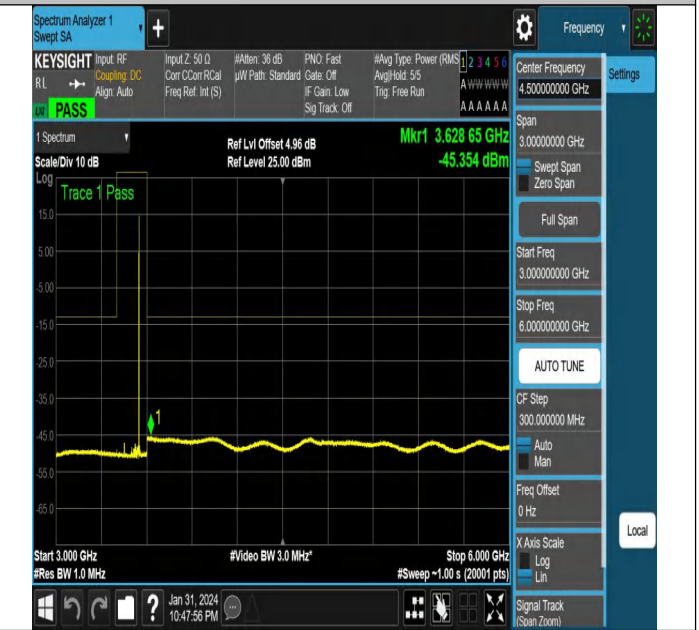 Spectrum Analyzer 1
Swept SA
+
Frequency
KEYSIGHT
RL
PASS
Input: RF
Coupling: DC
Align: Auto
Input Z: 50 Ω
Corr CCorr RCal
Freq Ref: Int (S)
#Atten: 36 dB
µW Path: Standard
PNO: Fast
Gate: Off
IF Gain: Low
Sig Track: Off
#Avg Type: Power (RMS
Avg|Hold: 5/5
Trig: Free Run
1 2 3 4 5 6
A W W W W W
A A A A A A
1 Spectrum
Scale/Div 10 dB
Ref Lvl Offset 4.96 dB
Ref Level 25.00 dBm
Mkr1 3.628 65 GHz
-45.354 dBm
Log
Trace 1 Pass
15.0
5.00
-5.00
-15.0
-25.0
-35.0
-45.0
-55.0
-65.0
1
Start 3.000 GHz
#Res BW 1.0 MHz
#Video BW 3.0 MHz*
Stop 6.000 GHz
#Sweep ~1.00 s (20001 pts)
Jan 31, 2024
10:47:56 PM
?
Center Frequency
4.500000000 GHz
Settings
Span
3.00000000 GHz
Swept Span
Zero Span
Full Span
Start Freq
3.000000000 GHz
Stop Freq
6.000000000 GHz
AUTO TUNE
CF Step
300.000000 MHz
Auto
Man
Freq Offset
0 Hz
Local
X Axis Scale
Log
Lin
Signal Track
(Span Zoom)